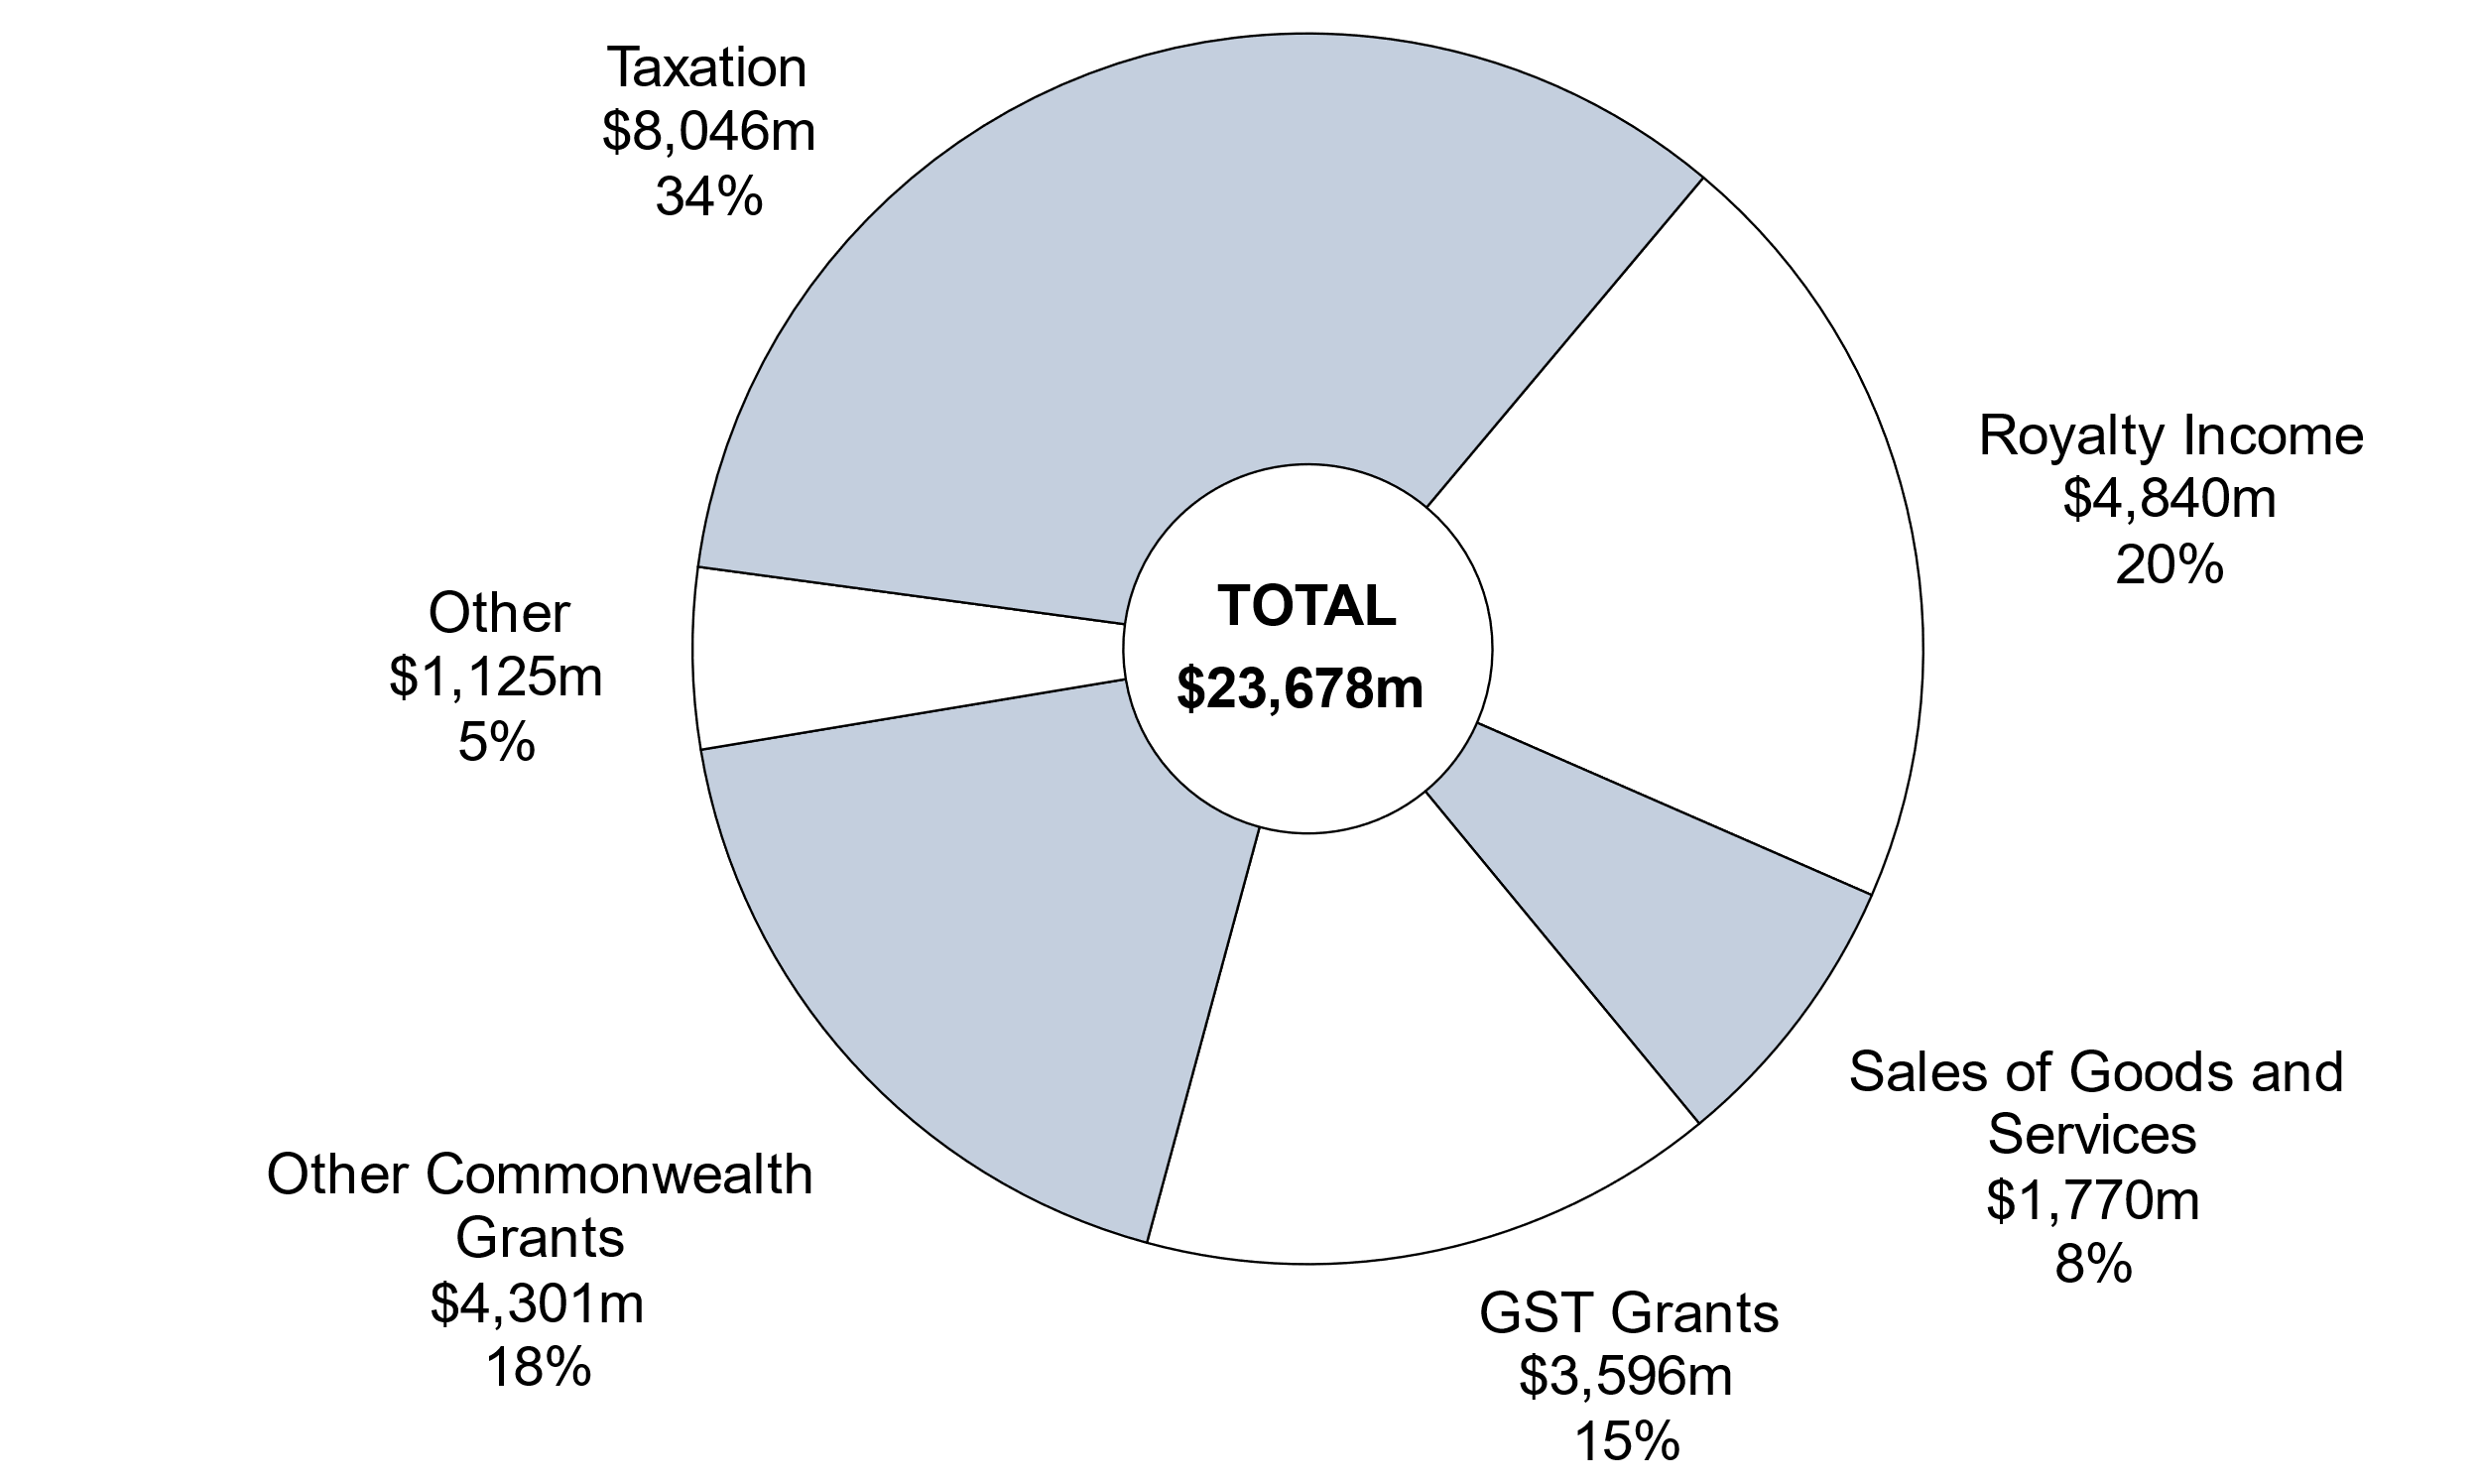 Taxation
$8,046m
34%
Royalty Income
$4,840m
20%
TOTAL
$23,678m
Other
$1,125m
5%
Sales of Goods and
Services
$1,770m
8%
Other Commonwealth
Grants
$4,301m
18%
GST Grants
$3,596m
15%